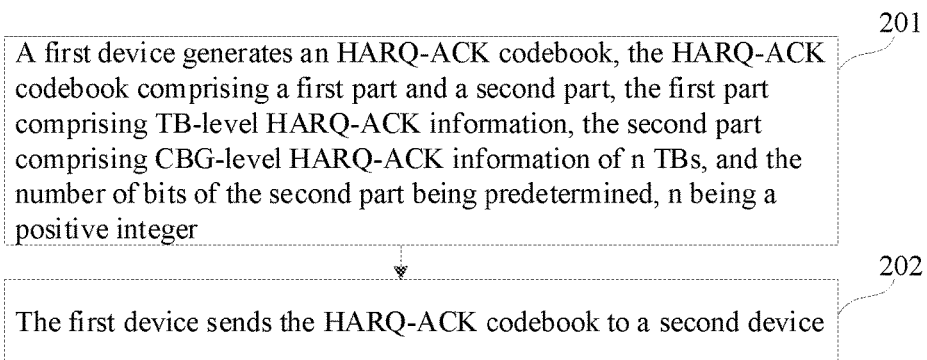 201
A first device generates an HARQ-ACK codebook, the HARQ-ACK
codebook comprising a first part and a second part, the first part
comprising TB-level HARQ-ACK information, the second part
comprising CBG-level HARQ-ACK information of n TBs, and the
number of bits of the second part being predetermined, n being a
positive integer
202
The first device sends the HARQ-ACK codebook to a second device